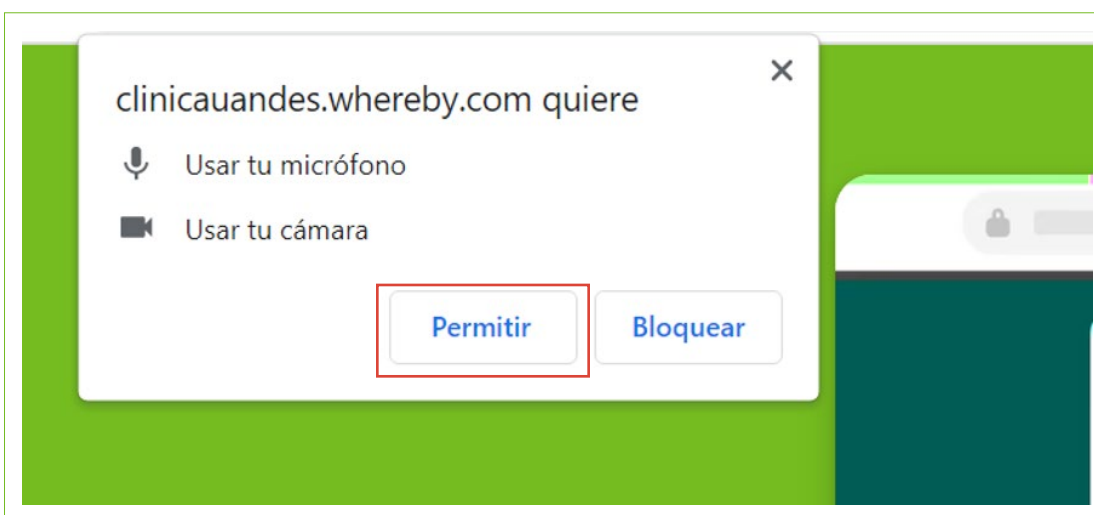 clinicauandes.whereby.com quiere
Usar tu micrófono
Usar tu cámara
Permitir Bloquear